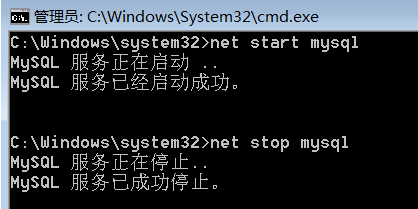 管理员: C:\Windows\System32\cmd.exe
C:\Windows\system32>net start mysql
MySQL 服务正在启动 ..
MySQL 服务已经启动成功。
C:\Windows\system32>net stop mysql
MySQL 服务正在停止..
MySQL 服务已成功停止。